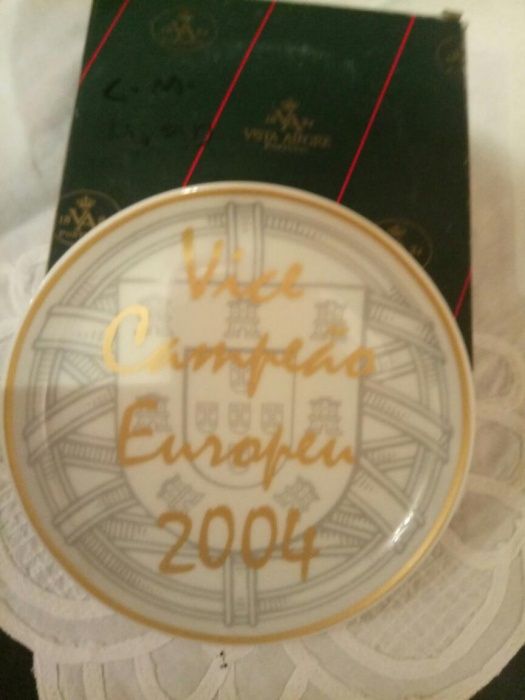 C.M.
VISTA ALEGRE
Vice
Campeão
Europeu
2004